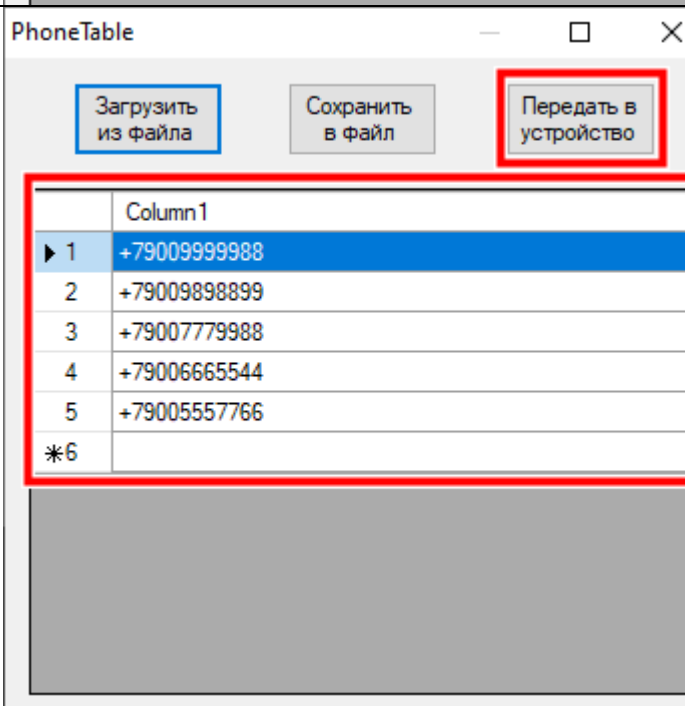 PhoneTable
Загрузить
из файла
Сохранить
в файл
Передать в
устройство
Column1
1 +79009999988
2 +79009898899
3 +79007779988
4 +79006665544
5 +79005557766
*6